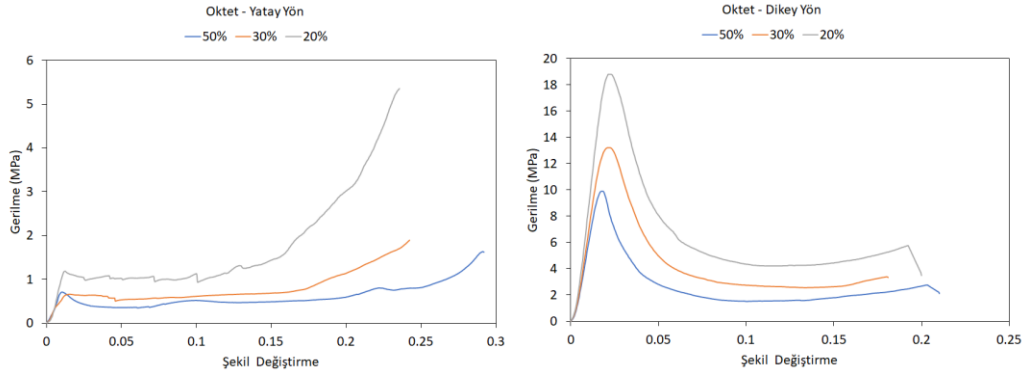 Oktet - Yatay Yön
50% 30% 20%
6
5
4
3
2
1
0
Gerilme (MPa)
0 0.05 0.1 0.15 0.2 0.25 0.3
Şekil Değiştirme
Oktet - Dikey Yön
50% 30% 20%
20
18
16
14
12
10
8
6
4
2
0
Gerilme (MPa)
0 0.05 0.1 0.15 0.2 0.25
Şekil Değiştirme